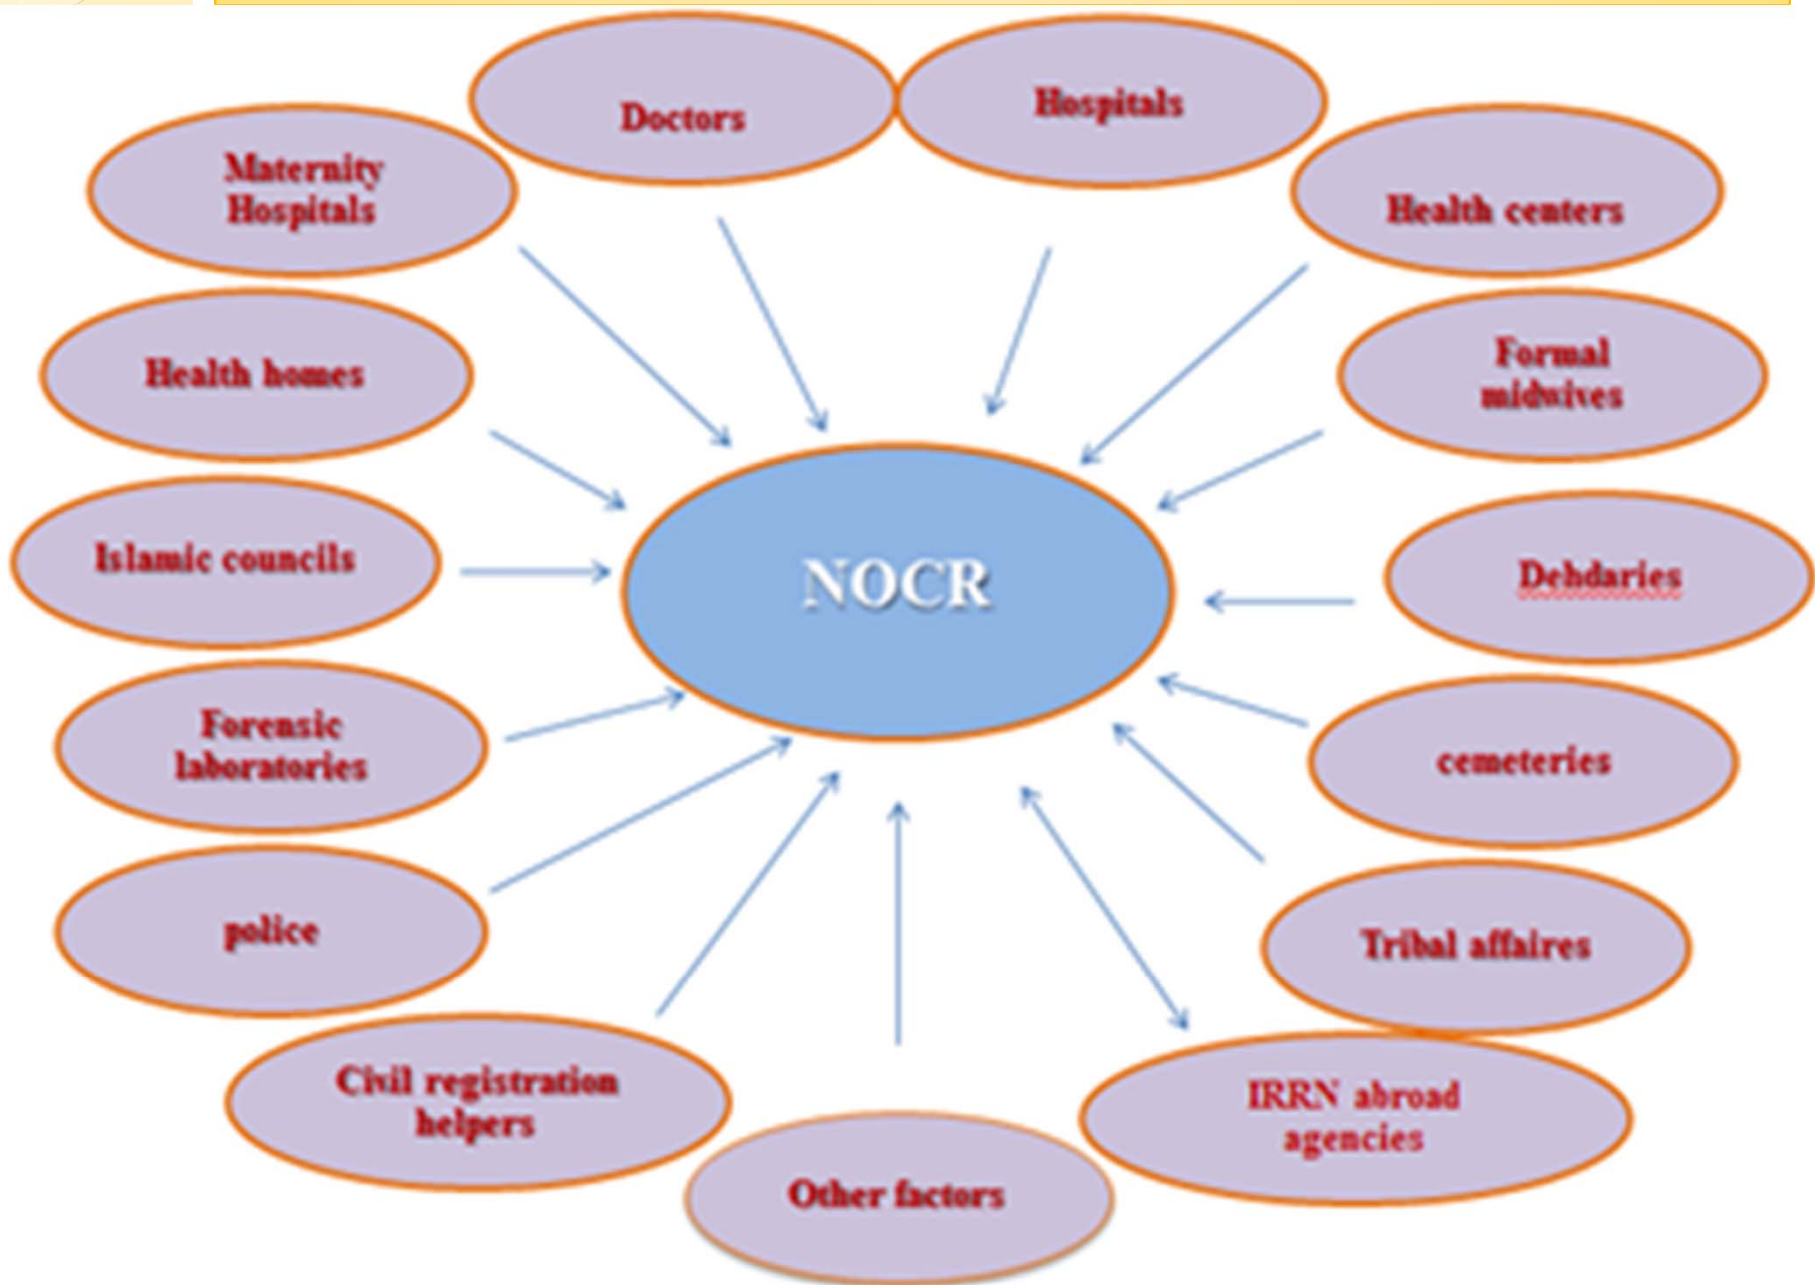 Doctors
Hospitals
Maternity
Hospitals
Health centers
Health homes
Formal
midwives
Islamic councils
NOCR
Dehdaries
Forensic
laboratories
cemeteries
police
Tribal affaires
Civil registration
helpers
IRRN abroad
agencies
Other factors